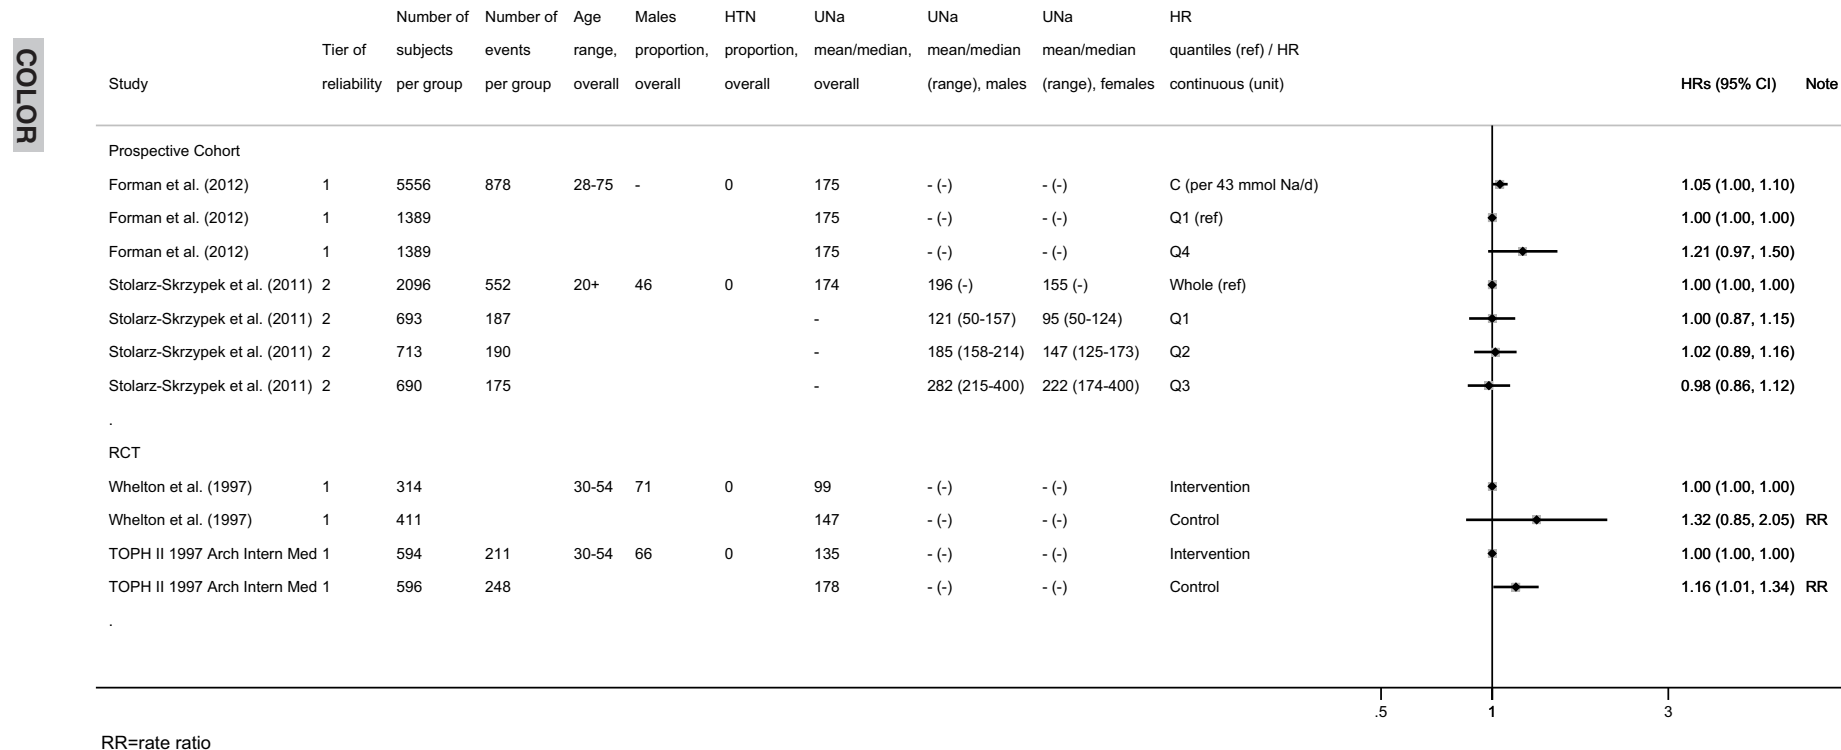 COLOR
Number of Number of Age Males HTN UNa UNa UNa HR
Tier of subjects events range, proportion, proportion, mean/median, mean/median mean/median quantiles (ref) / HR
Study reliability per group per group overall overall overall overall (range), males (range), females continuous (unit) HRs (95% CI) Note
Prospective Cohort
Forman et al. (2012) 1 5556 878 28-75 - 0 175 - (-) - (-) C (per 43 mmol Na/d) 1.05 (1.00, 1.10)
Forman et al. (2012) 1 1389 175 - (-) - (-) Q1 (ref) 1.00 (1.00, 1.00)
Forman et al. (2012) 1 1389 175 - (-) - (-) Q4 1.21 (0.97, 1.50)
Stolarz-Skrzypek et al. (2011) 2 2096 552 20+ 46 0 174 196 (-) 155 (-) Whole (ref) 1.00 (1.00, 1.00)
Stolarz-Skrzypek et al. (2011) 2 693 187 - 121 (50-157) 95 (50-124) Q1 1.00 (0.87, 1.15)
Stolarz-Skrzypek et al. (2011) 2 713 190 - 185 (158-214) 147 (125-173) Q2 1.02 (0.89, 1.16)
Stolarz-Skrzypek et al. (2011) 2 690 175 - 282 (215-400) 222 (174-400) Q3 0.98 (0.86, 1.12)
.
RCT
Whelton et al. (1997) 1 314 30-54 71 0 99 - (-) - (-) Intervention 1.00 (1.00, 1.00)
Whelton et al. (1997) 1 411 147 - (-) - (-) Control 1.32 (0.85, 2.05) RR
TOPH II 1997 Arch Intern Med 1 594 211 30-54 66 0 135 - (-) - (-) Intervention 1.00 (1.00, 1.00)
TOPH II 1997 Arch Intern Med 1 596 248 178 - (-) - (-) Control 1.16 (1.01, 1.34) RR
.
.5 1 3
RR=rate ratio